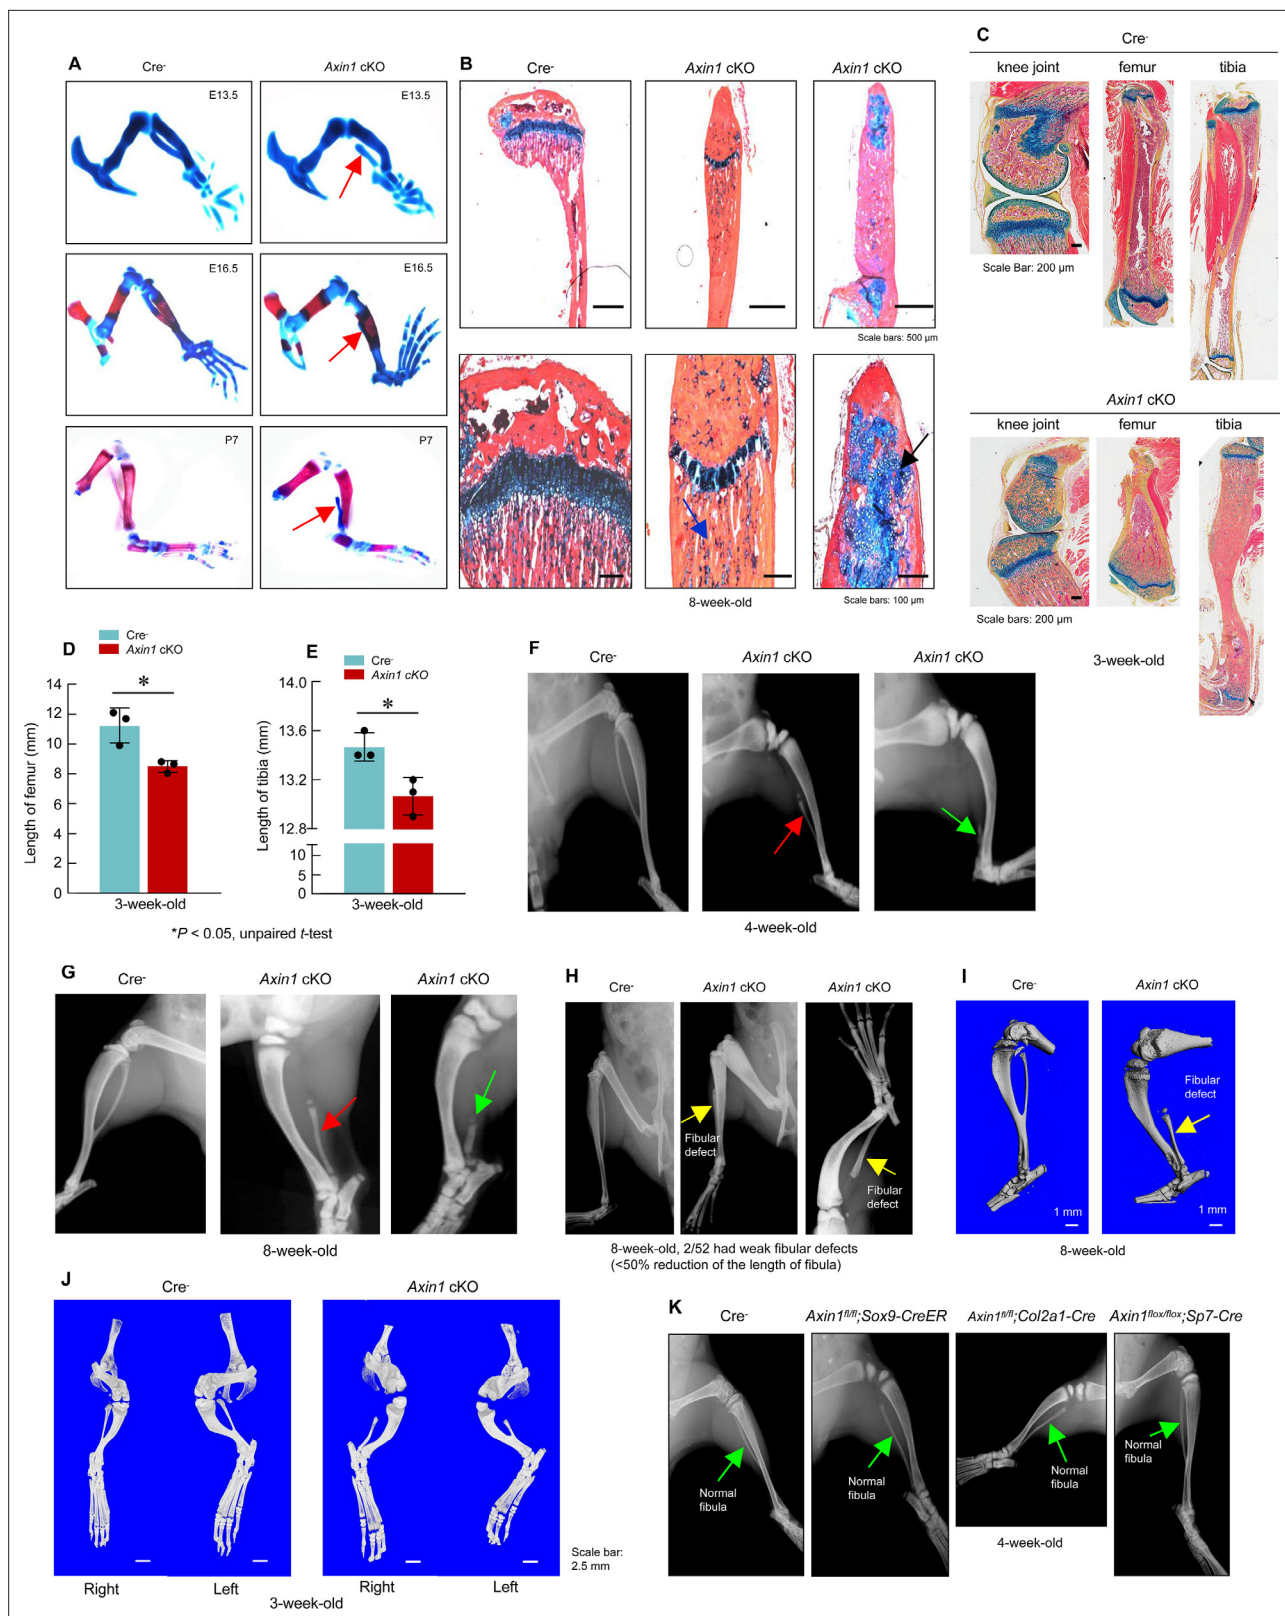 A
Cre-
Axin1 cKO
E13.5
E13.5
E16.5
E16.5
P7
P7
B
Cre-
Axin1 cKO
Axin1 cKO
Scale bars: 500 µm
8-week-old
Scale bars: 100 µm
C
Cre-
knee joint
femur
tibia
Scale Bar: 200 µm
Axin1 cKO
knee joint
femur
tibia
Scale bars: 200 µm
3-week-old
D
Cre-
Axin1 cKO
*
14
12
10
8
6
4
2
0
Length of femur (mm)
3-week-old
E
Cre-
Axin1 cKO
*
14.0
13.6
13.2
12.8
10
5
0
Length of tibia (mm)
3-week-old
*P < 0.05, unpaired t-test
F
Cre-
Axin1 cKO
Axin1 cKO
4-week-old
G
Cre-
Axin1 cKO
Axin1 cKO
8-week-old
H
Cre-
Axin1 cKO
Axin1 cKO
Fibular
defect
Fibular
defect
8-week-old, 2/52 had weak fibular defects
(<50% reduction of the length of fibula)
I
Cre-
Axin1 cKO
Fibular
defect
1 mm
1 mm
8-week-old
J
Cre-
Axin1 cKO
Scale bar:
2.5 mm
Right
Left
Right
Left
3-week-old
K
Cre-
Axin1fl/fl;Sox9-CreER
Axin1fl/fl;Col2a1-Cre
Axin1flox/flox;Sp7-Cre
Normal
fibula
Normal
fibula
Normal
fibula
Normal
fibula
4-week-old